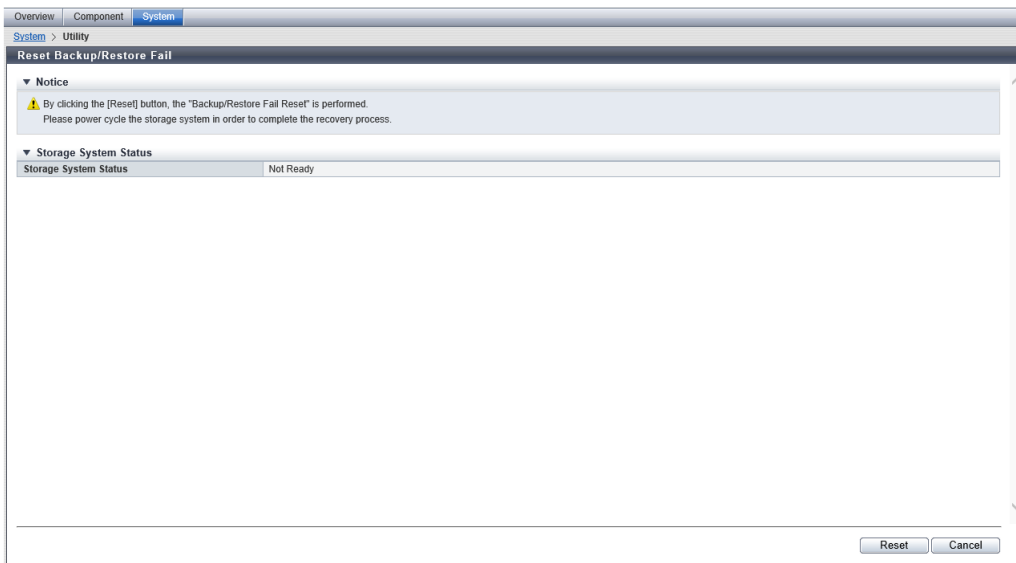 Overview Component System
System > Utility
Reset Backup/Restore Fail
Notice
By clicking the [Reset] button, the "Backup/Restore Fail Reset" is performed.
Please power cycle the storage system in order to complete the recovery process.
Storage System Status
Storage System Status Not Ready
Reset Cancel